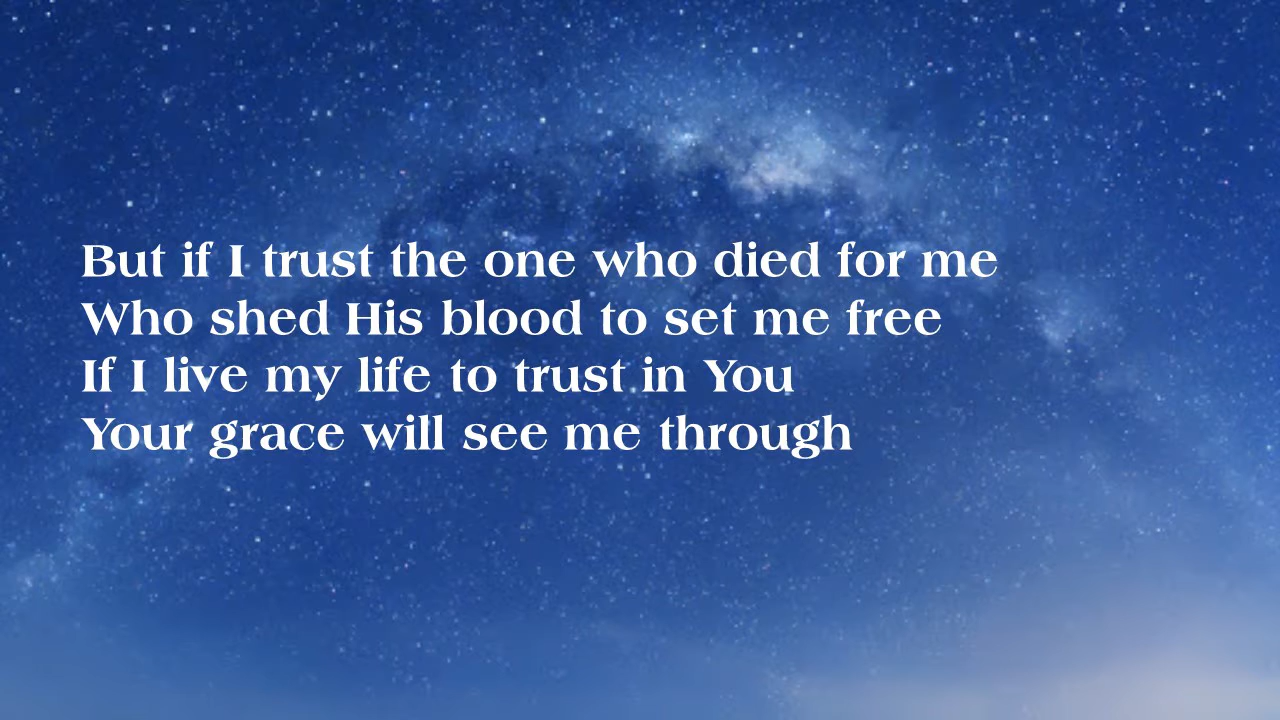 But if I trust the one who died for me
Who shed His blood to set me free
If I live my life to trust in You
Your grace will see me through